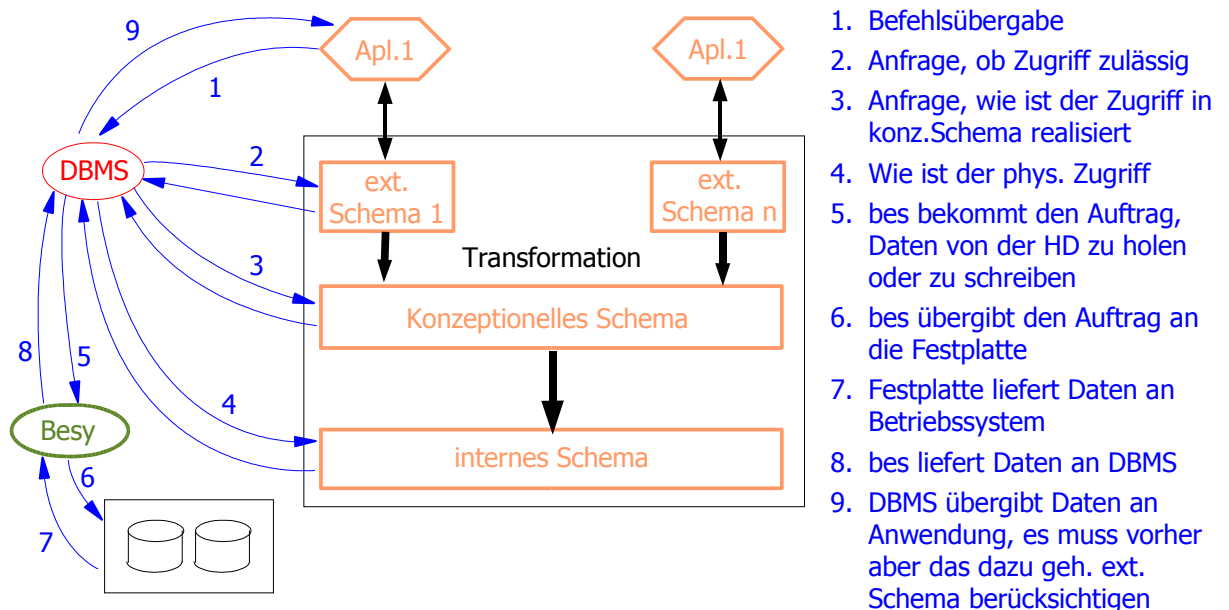 9
Apl.1
Apl.1
1
DBMS
2
ext.
Schema 1
ext.
Schema n
3
Transformation
Konzeptionelles Schema
8
5
4
Besy
internes Schema
6
7
1. Befehlsübergabe
2. Anfrage, ob Zugriff zulässig
3. Anfrage, wie ist der Zugriff in
konz.Schema realisiert
4. Wie ist der phys. Zugriff
5. bes bekommt den Auftrag,
Daten von der HD zu holen
oder zu schreiben
6. bes übergibt den Auftrag an
die Festplatte
7. Festplatte liefert Daten an
Betriebssystem
8. bes liefert Daten an DBMS
9. DBMS übergibt Daten an
Anwendung, es muss vorher
aber das dazu geh. ext.
Schema berücksichtigen